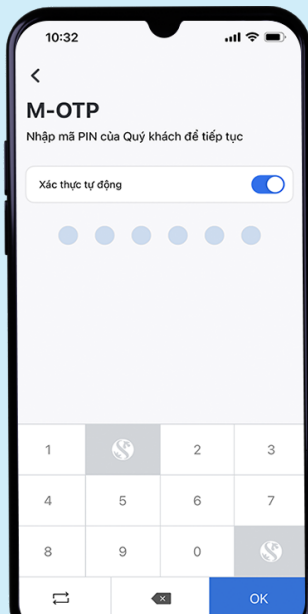 10:32
M-OTP
Nhập mã PIN của Quý khách để tiếp tục
Xác thực tự động
1 2 3
4 5 6 7
8 9 0
OK